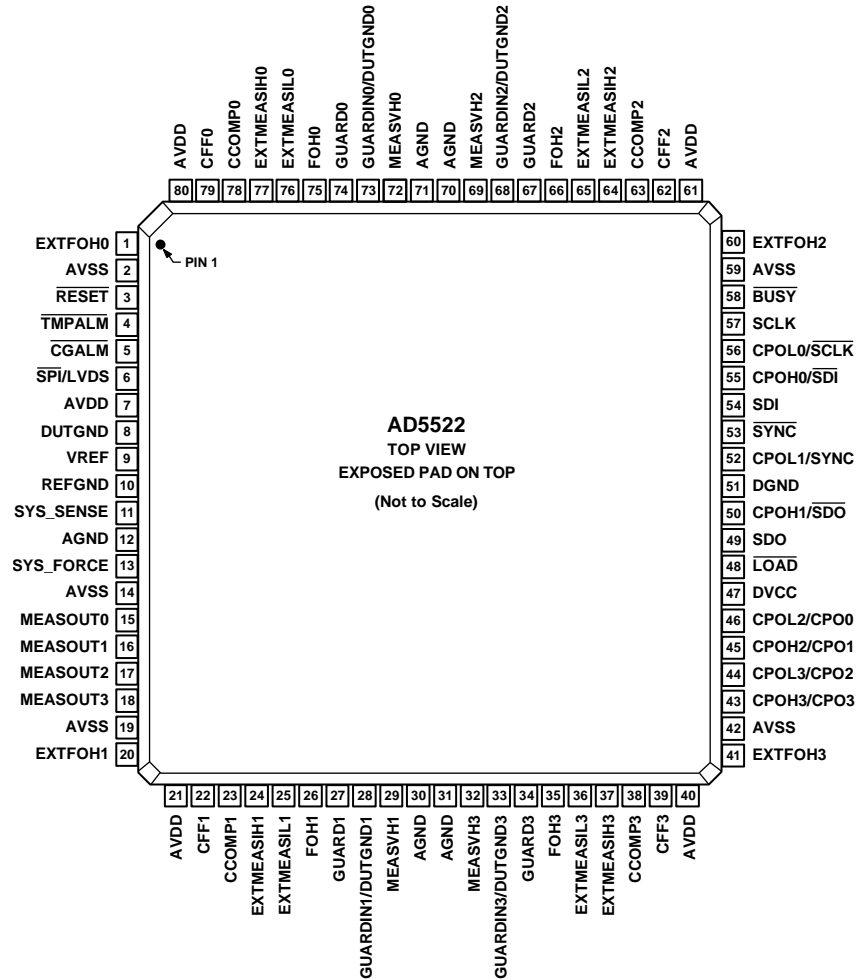 AVDD
CFF0
CCOMP0
EXTMEASIH0
EXTMEASIL0
FOH0
GUARD0
GUARDIN0/DUTGND0
MEASVH0
AGND
AGND
MEASVH2
GUARDIN2/DUTGND2
GUARD2
FOH2
EXTMEASIL2
EXTMEASIH2
CCOMP2
CFF2
AVDD
80 79 78 77 76 75 74 73 72 71 70 69 68 67 66 65 64 63 62 61
EXTFOH0 1
AVSS 2
RESET 3
TMPALM 4
CGALM 5
SPI/LVDS 6
AVDD 7
DUTGND 8
VREF 9
REFGND 10
SYS_SENSE 11
AGND 12
SYS_FORCE 13
AVSS 14
MEASOUT0 15
MEASOUT1 16
MEASOUT2 17
MEASOUT3 18
AVSS 19
EXTFOH1 20
PIN 1
AD5522
TOP VIEW
EXPOSED PAD ON TOP
(Not to Scale)
60 EXTFOH2
59 AVSS
58 BUSY
57 SCLK
56 CPOL0/SCLK
55 CPOH0/SDI
54 SDI
53 SYNC
52 CPOL1/SYNC
51 DGND
50 CPOH1/SDO
49 SDO
48 LOAD
47 DVCC
46 CPOL2/CPO0
45 CPOH2/CPO1
44 CPOL3/CPO2
43 CPOH3/CPO3
42 AVSS
41 EXTFOH3
21 22 23 24 25 26 27 28 29 30 31 32 33 34 35 36 37 38 39 40
AVDD
CFF1
CCOMP1
EXTMEASIH1
EXTMEASIL1
FOH1
GUARD1
GUARDIN1/DUTGND1
MEASVH1
AGND
AGND
MEASVH3
GUARDIN3/DUTGND3
GUARD3
FOH3
EXTMEASIL3
EXTMEASIH3
CCOMP3
CFF3
AVDD